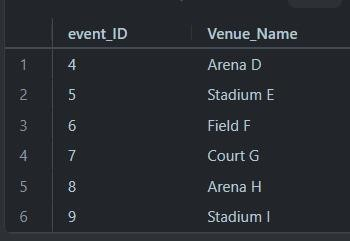 event_ID Venue_Name
1 4 Arena D
2 5 Stadium E
3 6 Field F
4 7 Court G
5 8 Arena H
6 9 Stadium I